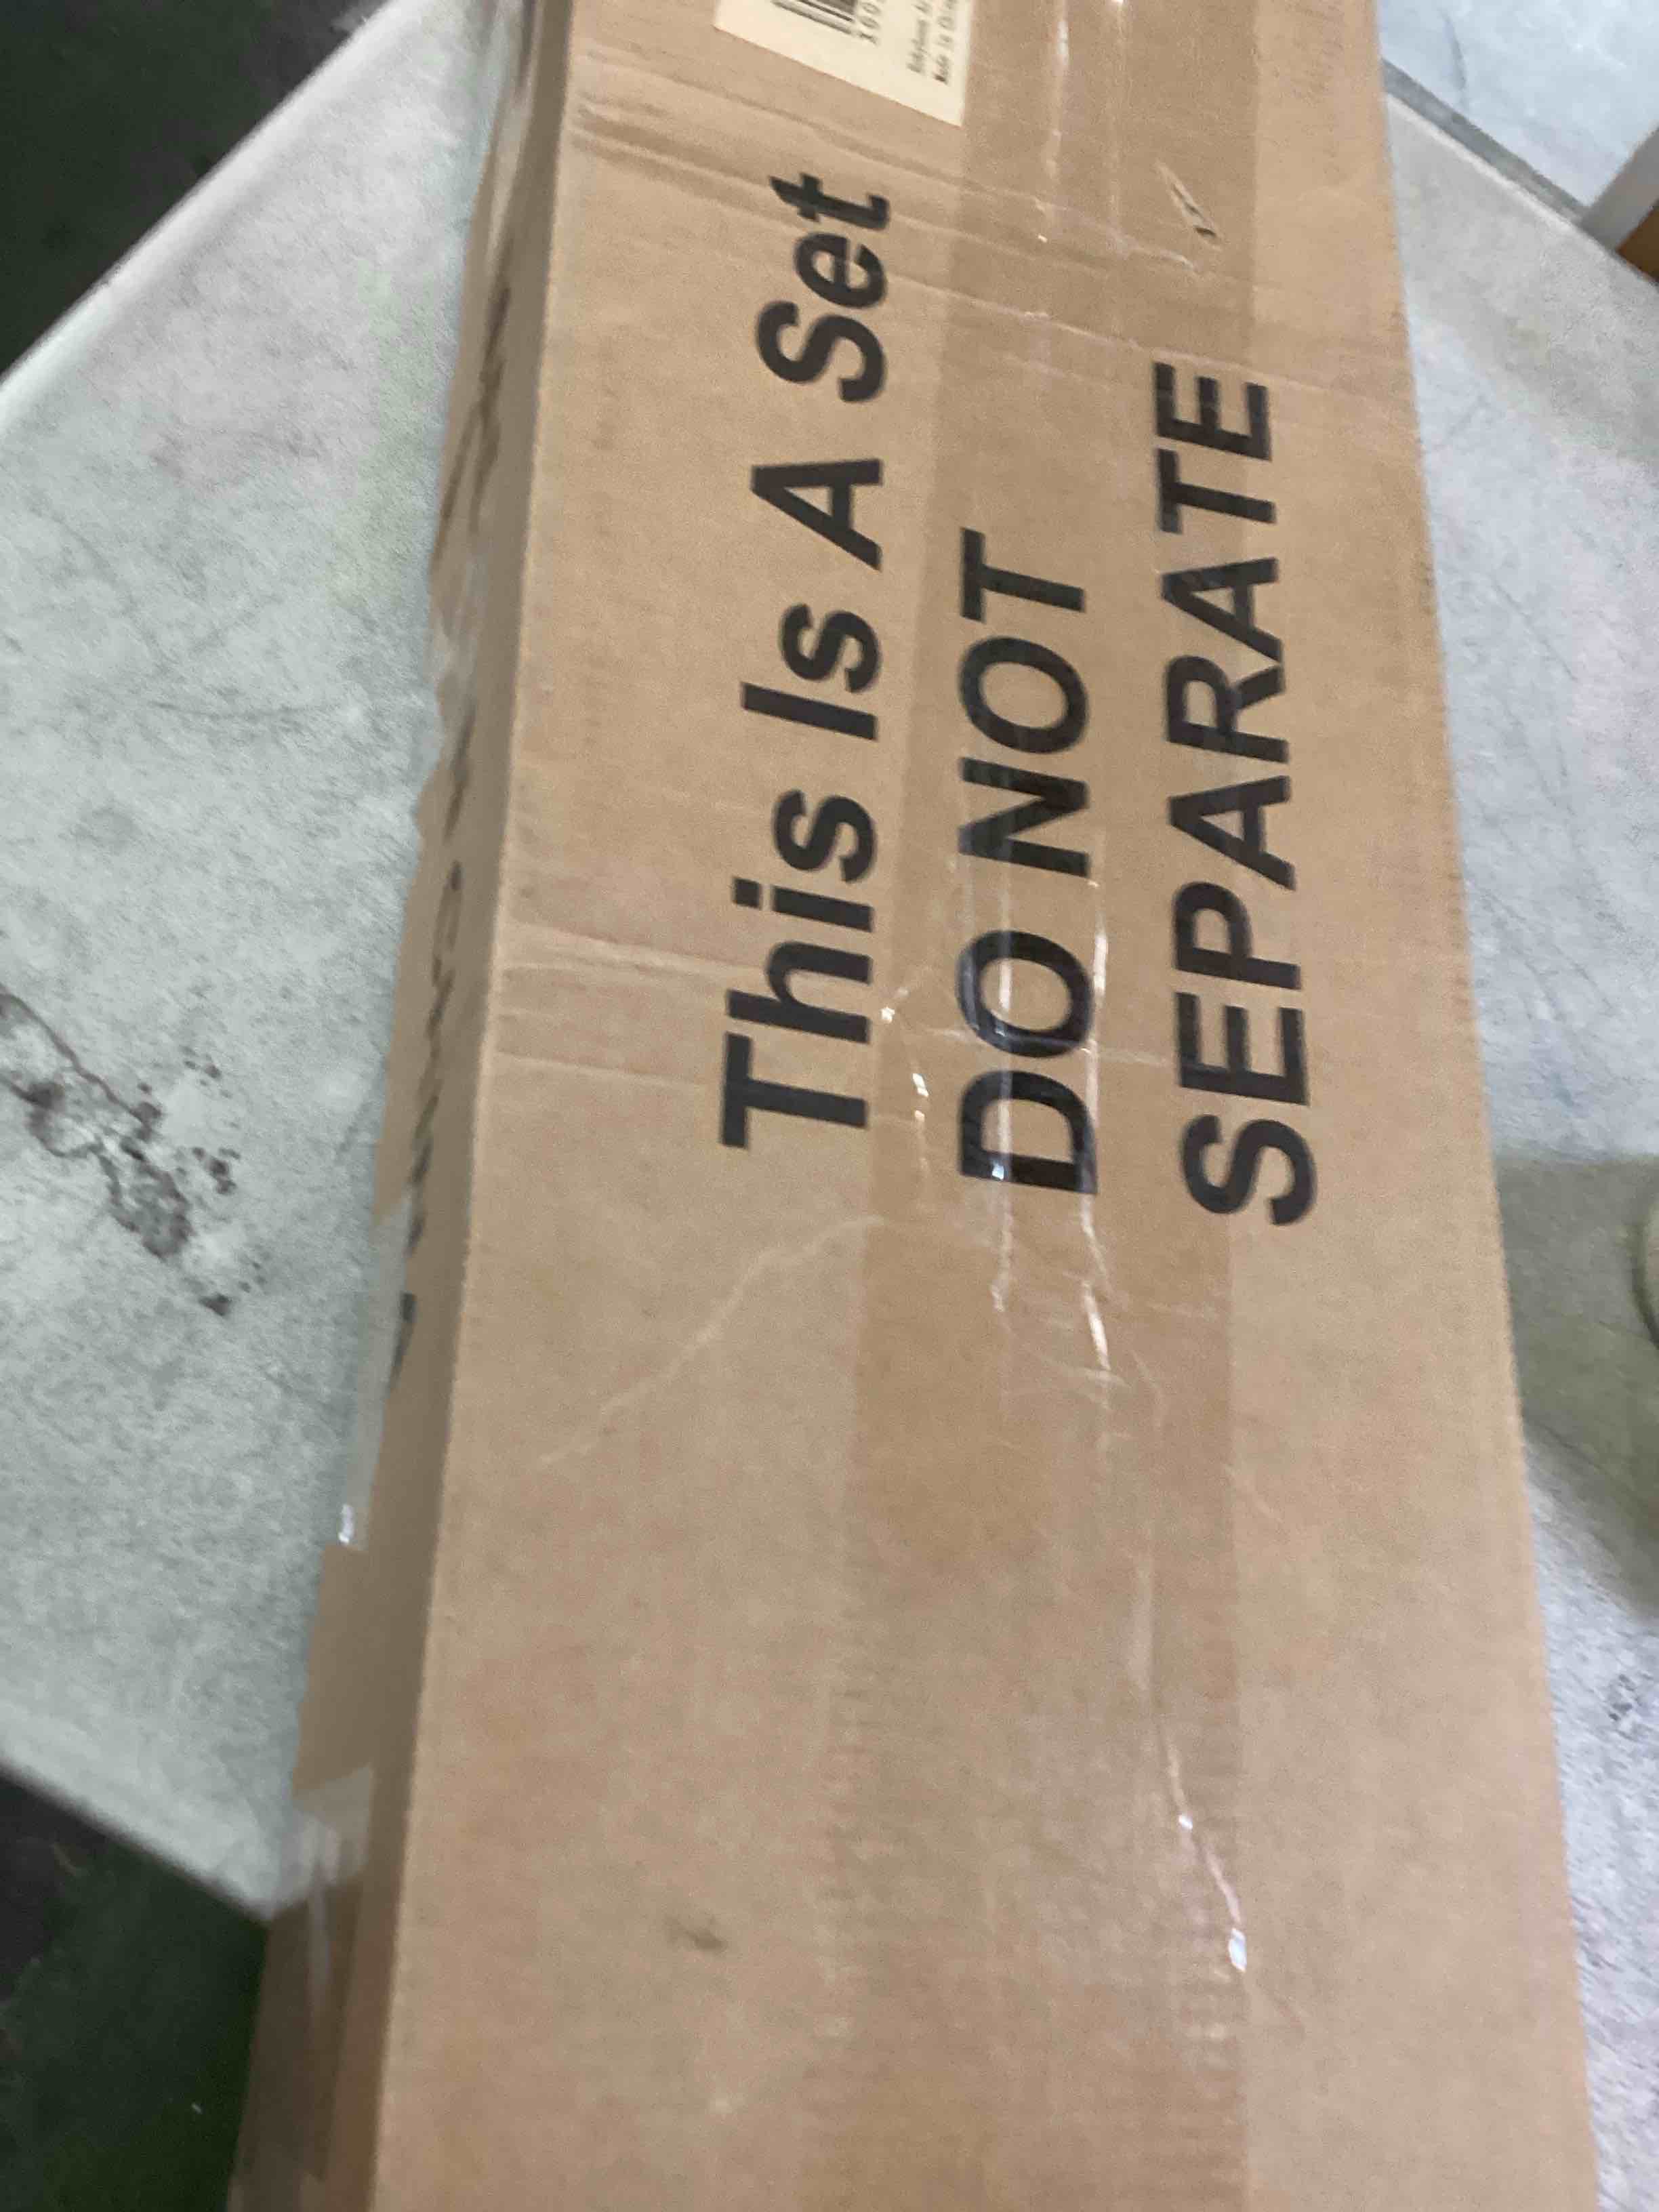 This Is A Set
DO NOT
SEPARATE